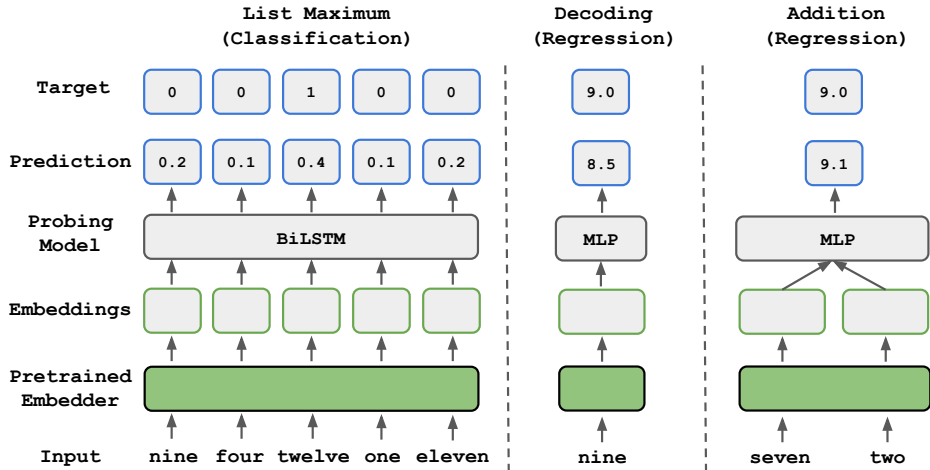 List Maximum
(Classification)
Decoding
(Regression)
Addition
(Regression)
Target
0 0 1 0 0
9.0
9.0
Prediction
0.2 0.1 0.4 0.1 0.2
8.5
9.1
Probing
Model
BiLSTM
MLP
MLP
Embeddings
Pretrained
Embedder
Input
nine four twelve one eleven
nine
seven two